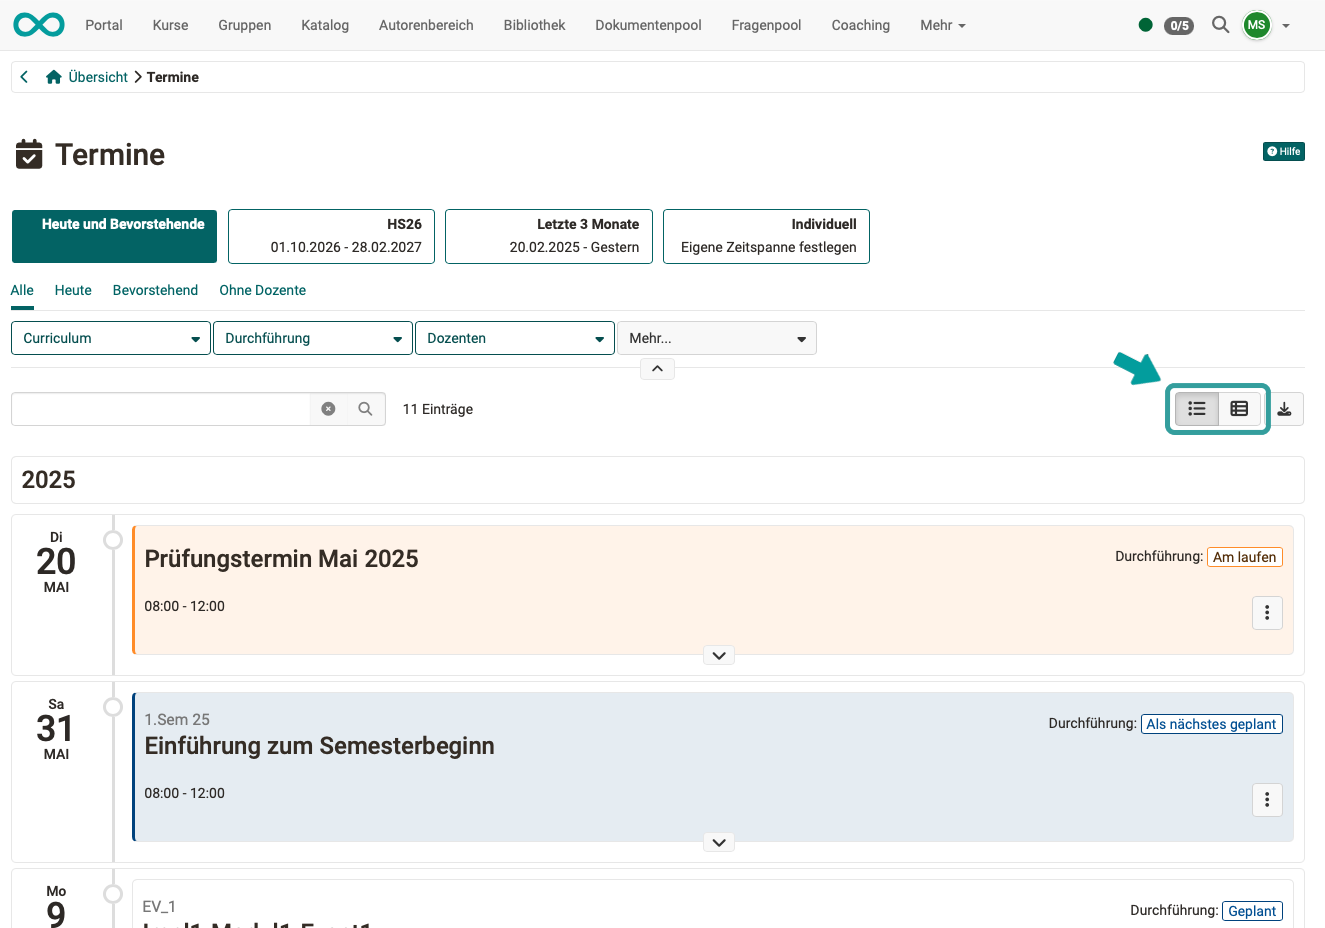 Portal Kurse Gruppen Katalog Autorenbereich Bibliothek Dokumentenpool Fragenpool Coaching Mehr 0/5 MS
Übersicht Termine
Termine
Hilfe
Heute und Bevorstehende
HS26
01.10.2026 - 28.02.2027
Letzte 3 Monate
20.02.2025 - Gestern
Individuell
Eigene Zeitspanne festlegen
Alle Heute Bevorstehend Ohne Dozente
Curriculum Durchführung Dozenten Mehr...
11 Einträge
2025
Di
20
MAI
Prüfungstermin Mai 2025
Durchführung: Am laufen
08:00 - 12:00
Sa
31
MAI
1.Sem 25
Einführung zum Semesterbeginn
Durchführung: Als nächstes geplant
08:00 - 12:00
Mo
9
EV_1
Durchführung: Geplant